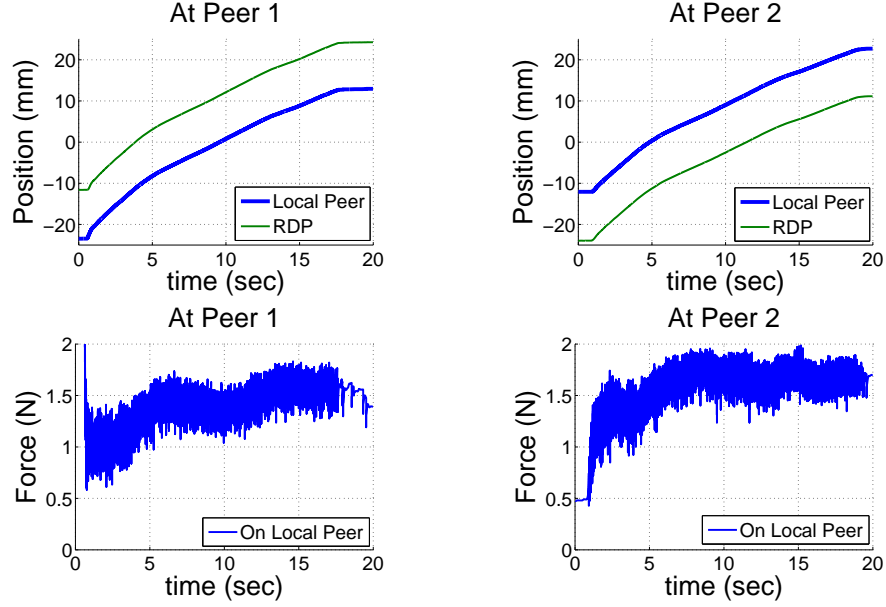 At Peer 1
Position (mm)
20
10
0
−10
−20
Local Peer
RDP
0 5 10 15 20
time (sec)
At Peer 2
Position (mm)
20
10
0
−10
−20
Local Peer
RDP
0 5 10 15 20
time (sec)
At Peer 1
Force (N)
2
1.5
1
0.5
0
On Local Peer
0 5 10 15 20
time (sec)
At Peer 2
Force (N)
2
1.5
1
0.5
0
On Local Peer
0 5 10 15 20
time (sec)